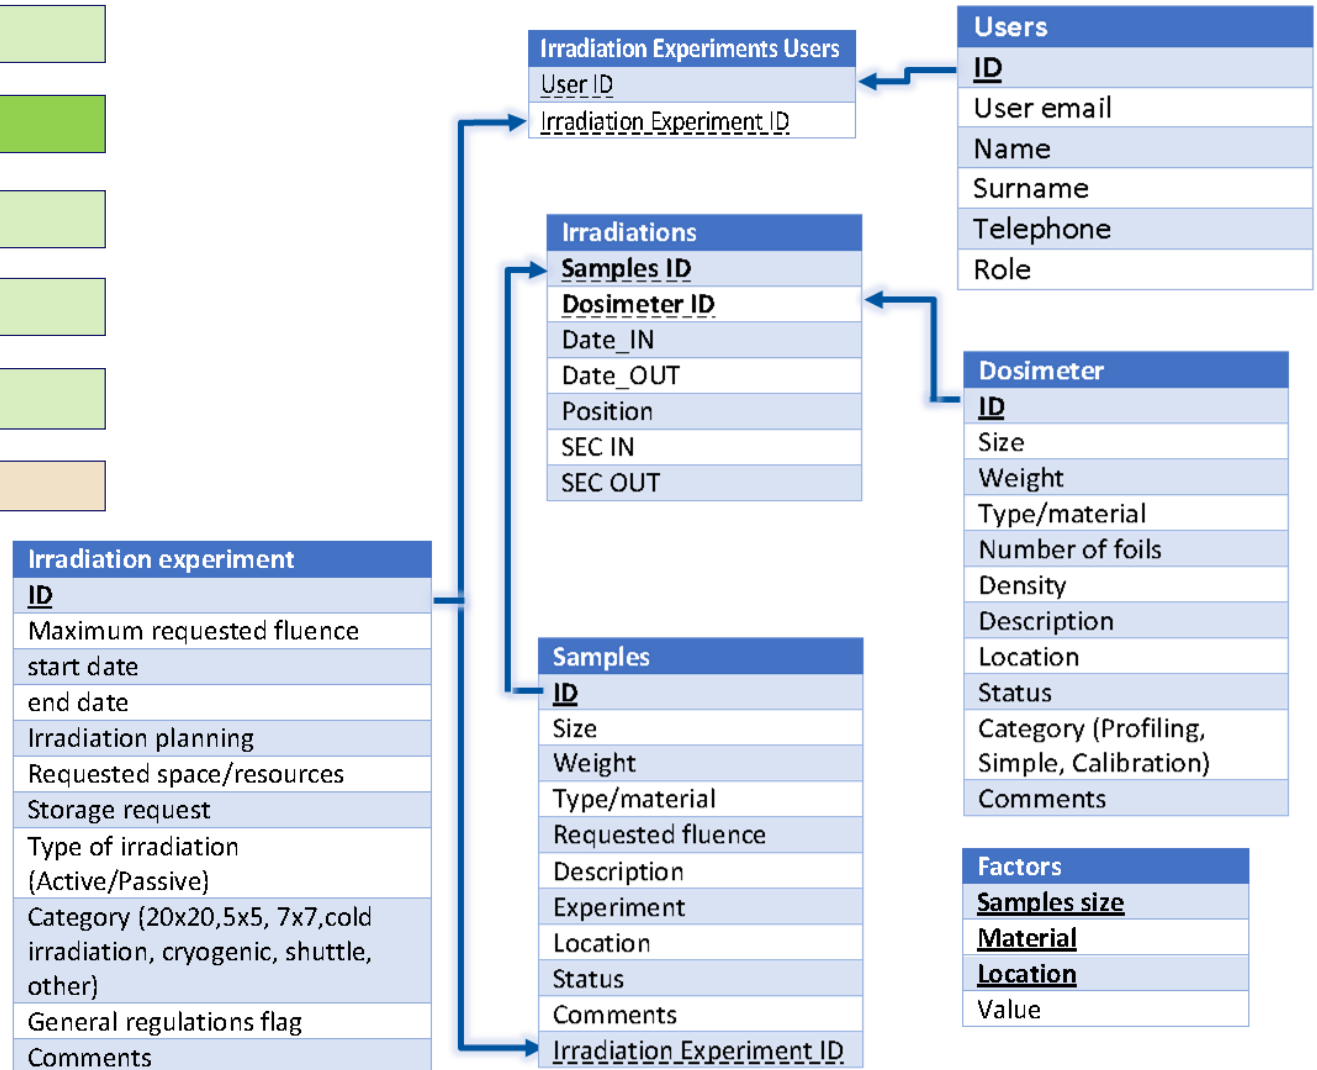 Irradiation Experiments Users
User ID
Irradiation Experiment ID
Users
ID
User email
Name
Surname
Telephone
Role
Irradiations
Samples ID
Dosimeter ID
Date_IN
Date_OUT
Position
SEC IN
SEC OUT
Dosimeter
ID
Size
Weight
Type/material
Number of foils
Density
Description
Location
Status
Category (Profiling,
Simple, Calibration)
Comments
Irradiation experiment
ID
Maximum requested fluence
start date
end date
Irradiation planning
Requested space/resources
Storage request
Type of irradiation
(Active/Passive)
Category (20x20,5x5, 7x7,cold
irradiation, cryogenic, shuttle,
other)
General regulations flag
Comments
Samples
ID
Size
Weight
Type/material
Requested fluence
Description
Experiment
Location
Status
Comments
Irradiation Experiment ID
Factors
Samples size
Material
Location
Value